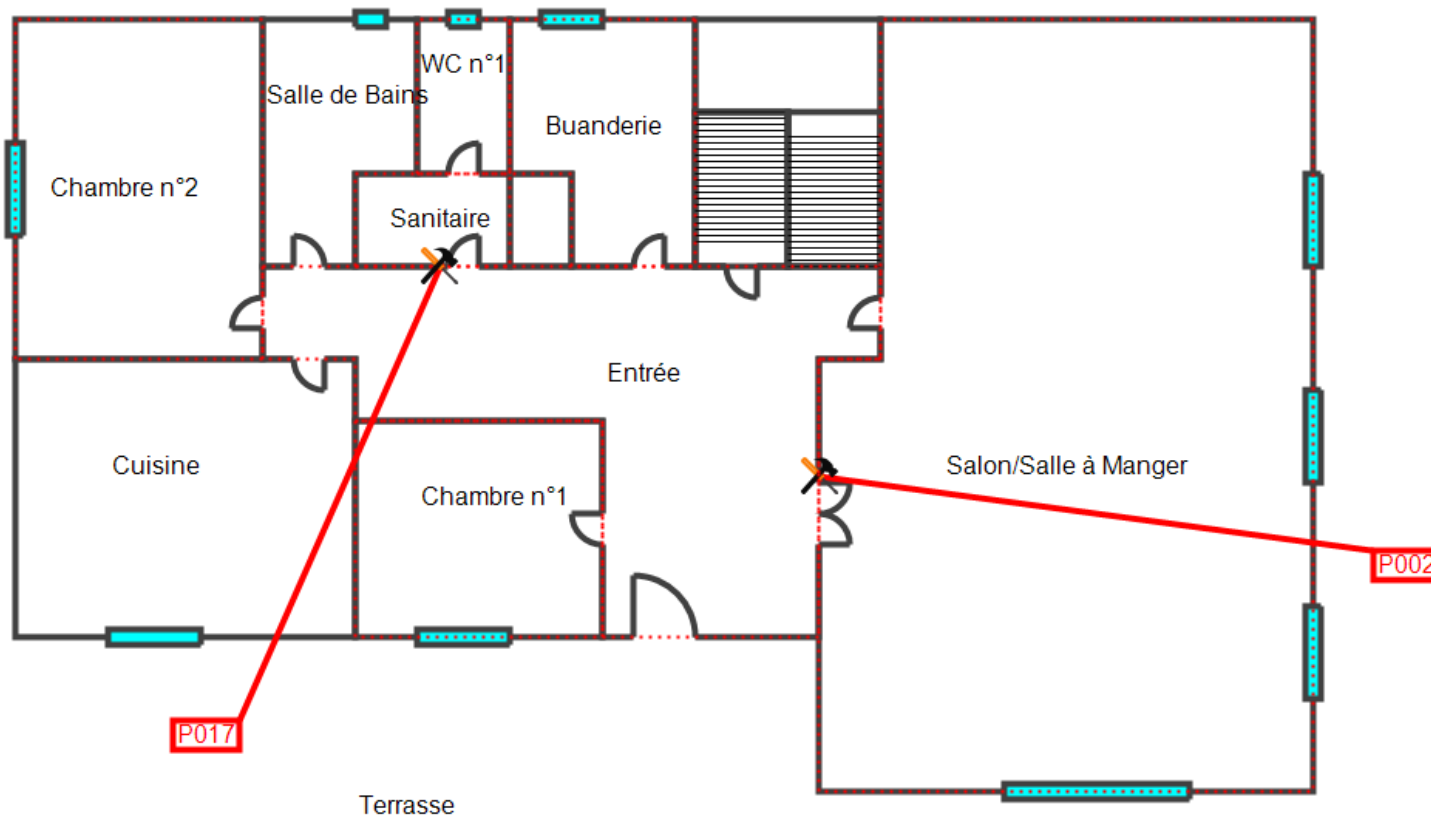 WC n°1
Salle de Bains
Buanderie
Chambre n°2
Sanitaire
Entrée
Cuisine
Salon/Salle à Manger
Chambre n°1
P002
P017
Terrasse